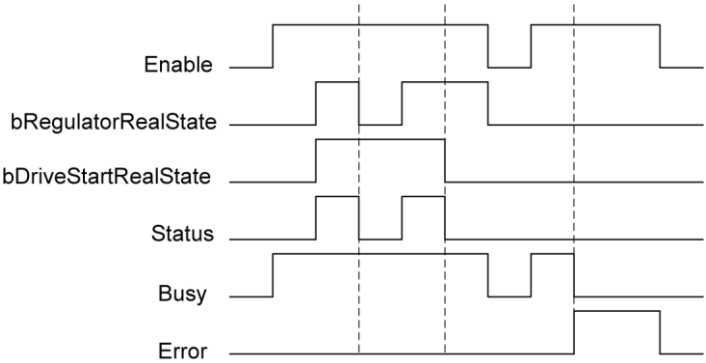 Enable
bRegulatorRealState
bDriveStartRealState
Status
Busy
Error